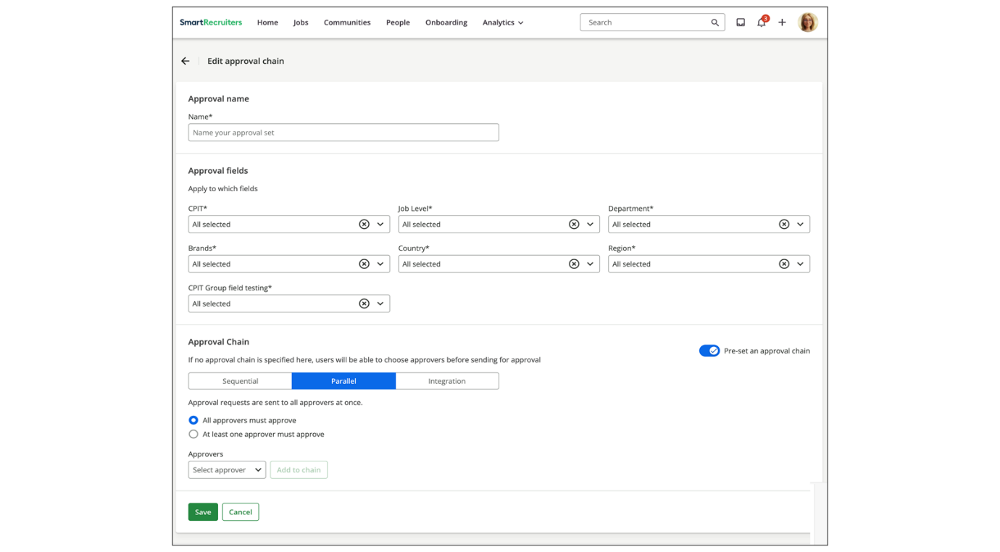 SmartRecruiters Home Jobs Communities People Onboarding Analytics Search 3
Edit approval chain
Approval name
Name*
Name your approval set
Approval fields
Apply to which fields
CPIT* Job Level* Department*
All selected All selected All selected
Brands* Country* Region*
All selected All selected All selected
CPIT Group field testing*
All selected
Approval Chain
Pre-set an approval chain
If no approval chain is specified here, users will be able to choose approvers before sending for approval
Sequential Parallel Integration
Approval requests are sent to all approvers at once.
All approvers must approve
At least one approver must approve
Approvers
Select approver Add to chain
Save Cancel